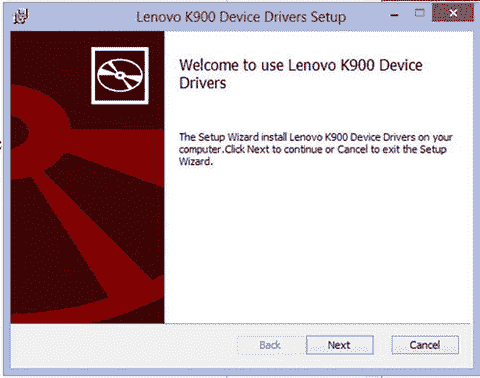 Lenovo K900 Device Drivers Setup
Welcome to use Lenovo K900 Device
Drivers
The Setup Wizard install Lenovo K900 Device Drivers on your
computer.Click Next to continue or Cancel to exit the Setup
Wizard.
Back Next Cancel